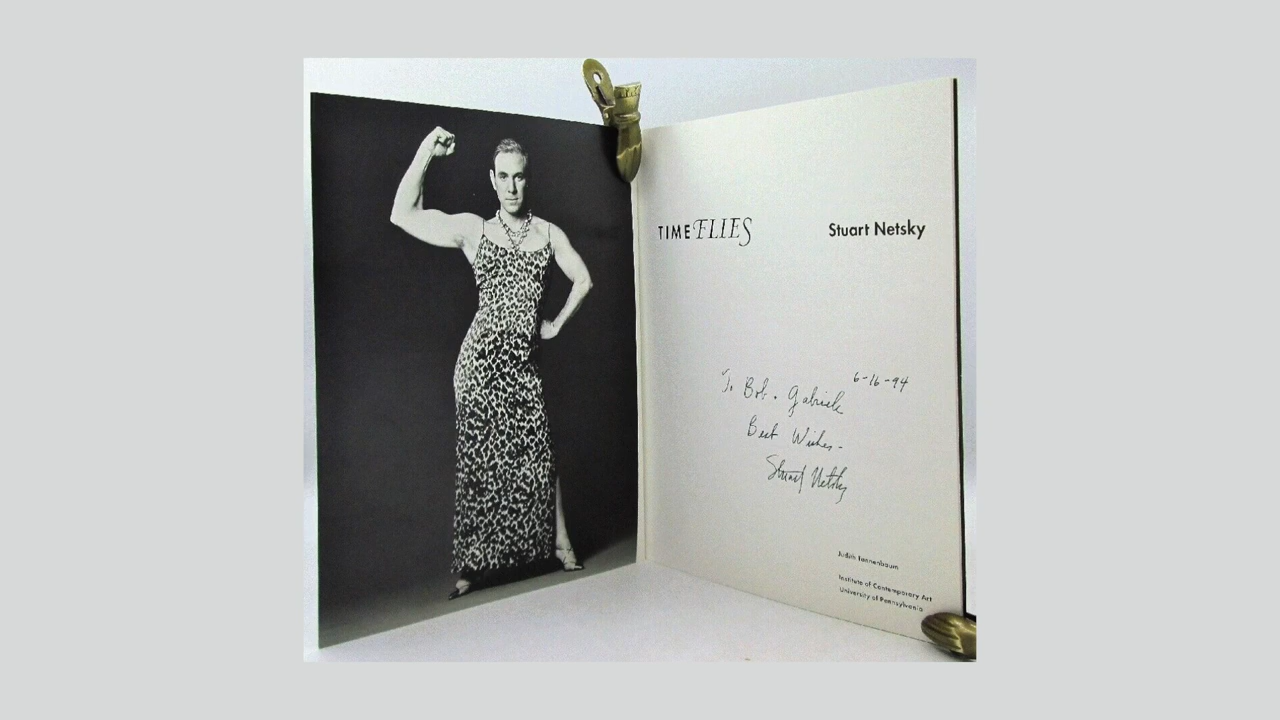 TIME FLIES
Stuart Netsky
6-16-94
To Bob + Gabriele
Best Wishes -
Stuart Netsky
Judith Tannenbaum
Institute of Contemporary Art
University of Pennsylvania